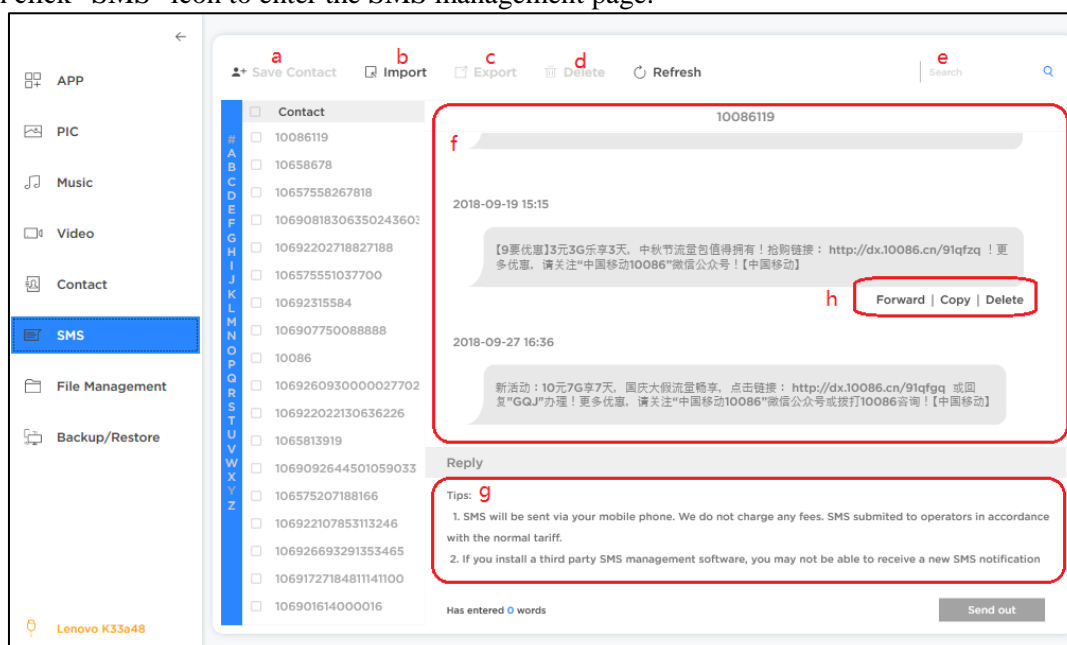 click "SMS" icon to enter the SMS management page.
←
APP
PIC
Music
Video
Contact
SMS
File Management
Backup/Restore
Lenovo K33a48
a b c d e
Save Contact Import Export Delete Refresh Search
#
A
B
C
D
E
F
G
H
I
J
K
L
M
N
O
P
Q
R
S
T
U
V
W
X
Y
Z
Contact
10086119
10658678
10657558267818
10692202718827188
106575551037700
10692315584
106907750088888
10086
1069260930000027702
106922022130636226
1065813919
1069092644501059033
106575207188166
106922107853113246
106926693291353465
10691727184811141100
106901614000016
10086119
f
2018-09-19 15:15
【9要优惠】3元3G乐享3天，中秋节流量包值得拥有！抢购链接： http://dx.10086.cn/91qfzq ！更
多优惠，请关注“中国移动10086”微信公众号！【中国移动】
h Forward | Copy | Delete
2018-09-27 16:36
新活动：10元7G享7天，国庆大假流量畅享，点击链接： http://dx.10086.cn/91qfgq 或回
复"GQJ"办理！更多优惠，请关注“中国移动10086”微信公众号或拨打10086咨询！【中国移动】
Reply
Tips: g
1. SMS will be sent via your mobile phone. We do not charge any fees. SMS submited to operators in accordance
with the normal tariff.
2. If you install a third party SMS management software, you may not be able to receive a new SMS notification
Has entered 0 words
Send out